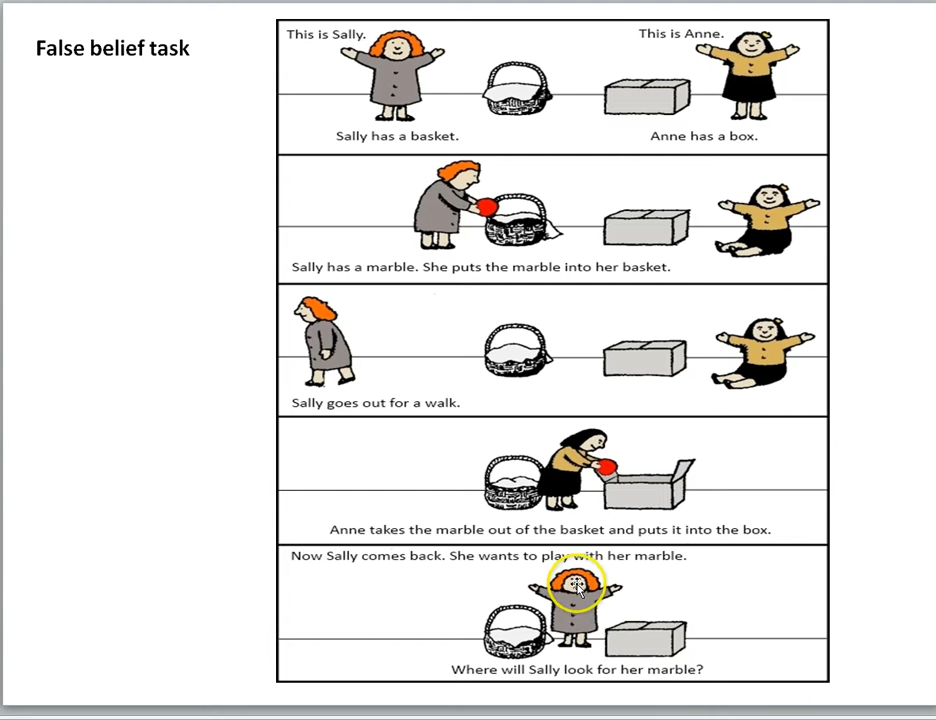 False belief task
This is Sally.
This is Anne.
Sally has a basket.
Anne has a box.
Sally has a marble. She puts the marble into her basket.
Sally goes out for a walk.
Anne takes the marble out of the basket and puts it into the box.
Now Sally comes back. She wants to play with her marble.
Where will Sally look for her marble?